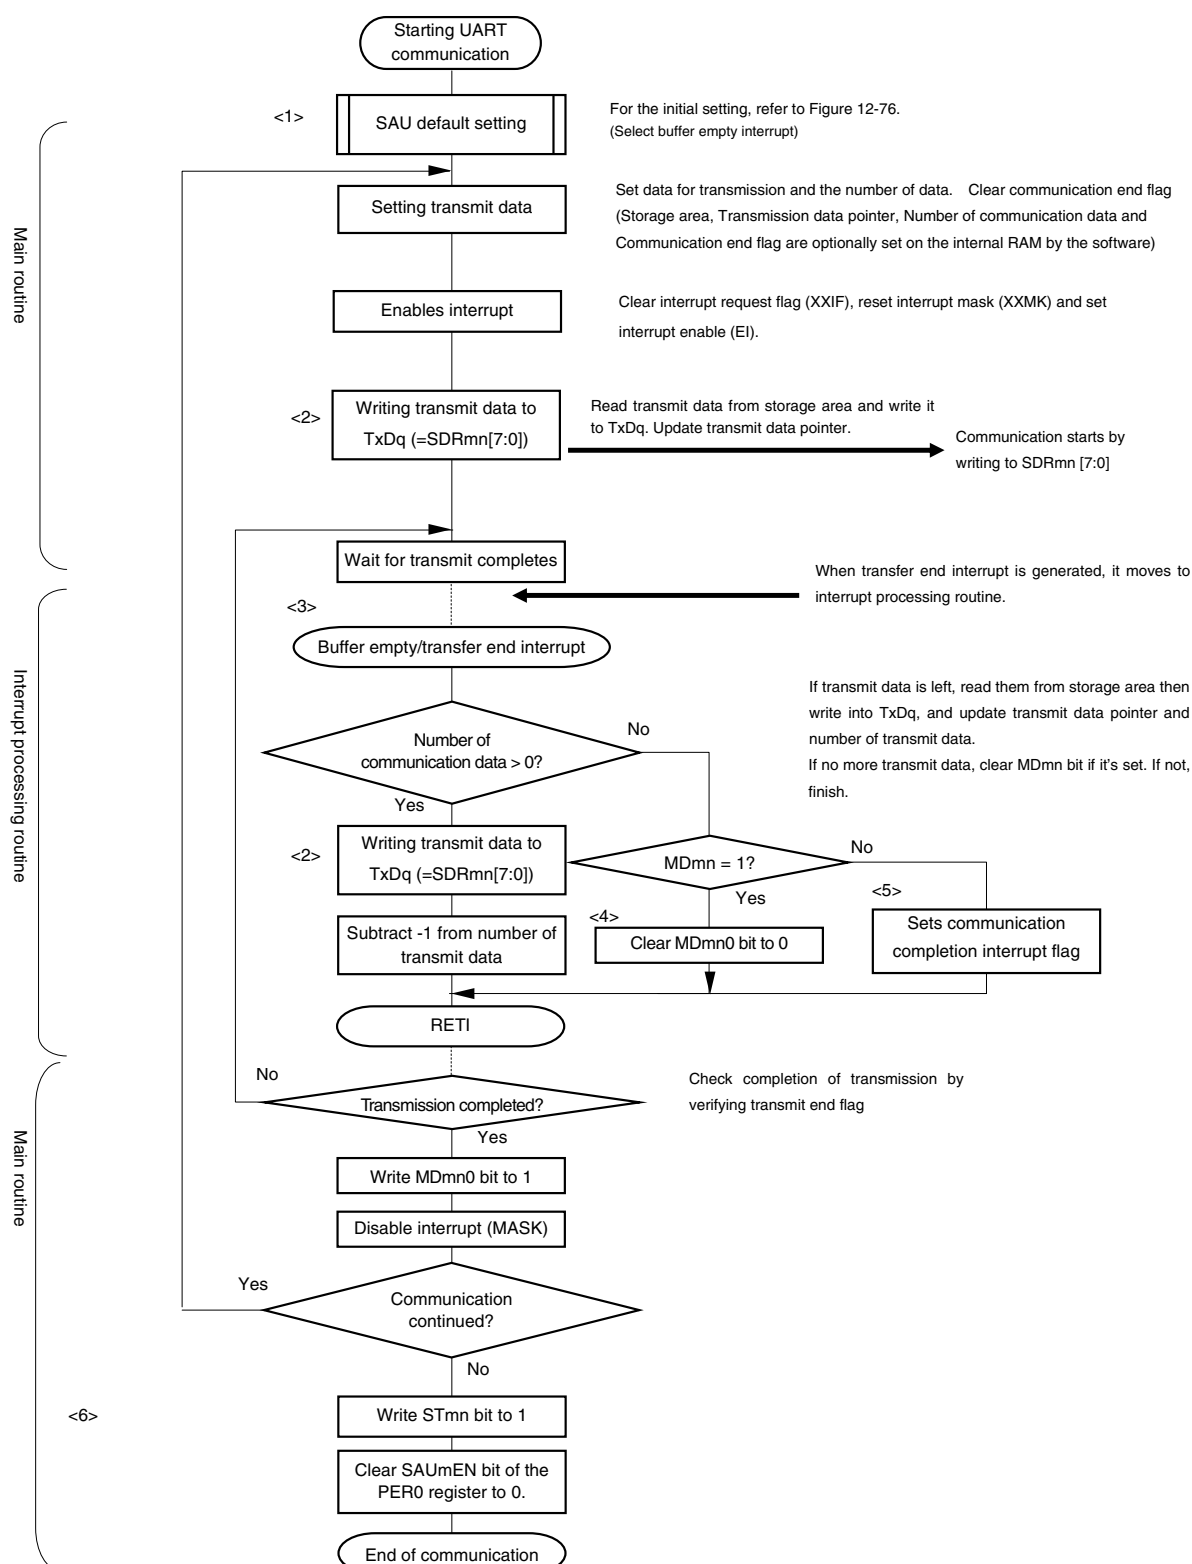 Starting UART
communication
<1>
SAU default setting
For the initial setting, refer to Figure 12-76.
(Select buffer empty interrupt)
Setting transmit data
Set data for transmission and the number of data. Clear communication end flag
(Storage area, Transmission data pointer, Number of communication data and
Communication end flag are optionally set on the internal RAM by the software)
Main routine
Enables interrupt
Clear interrupt request flag (XXIF), reset interrupt mask (XXMK) and set
interrupt enable (EI).
<2>
Writing transmit data to
TxDq (=SDRmn[7:0])
Read transmit data from storage area and write it
to TxDq. Update transmit data pointer.
Communication starts by
writing to SDRmn [7:0]
Wait for transmit completes
When transfer end interrupt is generated, it moves to
interrupt processing routine.
<3>
Buffer empty/transfer end interrupt
Interrupt processing routine
If transmit data is left, read them from storage area then
write into TxDq, and update transmit data pointer and
number of transmit data.
If no more transmit data, clear MDmn bit if it's set. If not,
finish.
Number of
communication data > 0?
No
Yes
<2>
Writing transmit data to
TxDq (=SDRmn[7:0])
MDmn = 1?
No
Yes
<4>
<5>
Subtract -1 from number of
transmit data
Clear MDmn0 bit to 0
Sets communication
completion interrupt flag
RETI
No
Transmission completed?
Check completion of transmission by
verifying transmit end flag
Yes
Main routine
Write MDmn0 bit to 1
Disable interrupt (MASK)
Yes
Communication
continued?
No
<6>
Write STmn bit to 1
Clear SAUmEN bit of the
PER0 register to 0.
End of communication